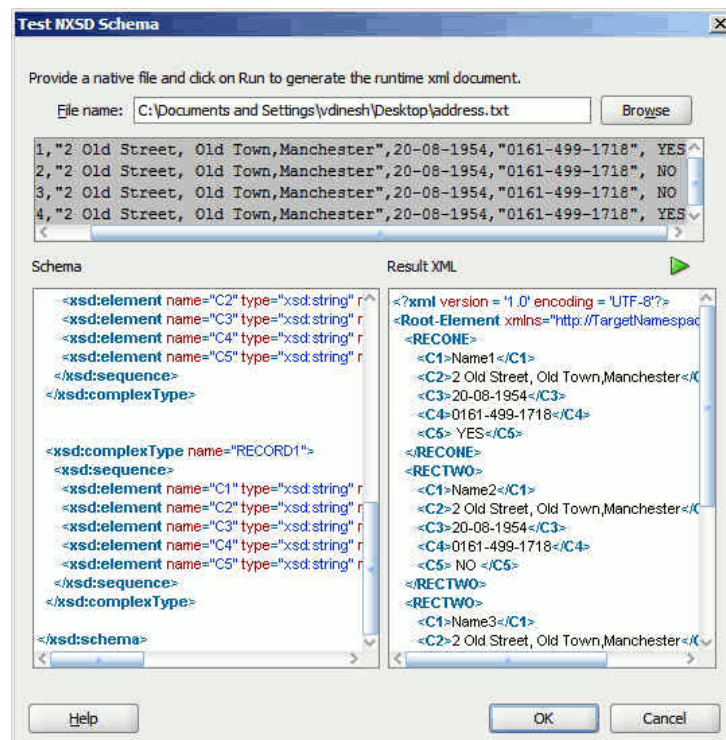 Test NXSD Schema
Provide a native file and click on Run to generate the runtime xml document.
File name: C:\Documents and Settings\vdinesh\Desktop\address.txt Browse
1,"2 Old Street, Old Town,Manchester",20-08-1954,"0161-499-1718", YES
2,"2 Old Street, Old Town,Manchester",20-08-1954,"0161-499-1718", NO
3,"2 Old Street, Old Town,Manchester",20-08-1954,"0161-499-1718", NO
4,"2 Old Street, Old Town,Manchester",20-08-1954,"0161-499-1718", YES
Schema
<xsd:element name="C2" type="xsd:string" r
<xsd:element name="C3" type="xsd:string" r
<xsd:element name="C4" type="xsd:string" r
<xsd:element name="C5" type="xsd:string" r
</xsd:sequence>
</xsd:complexType>
<xsd:complexType name="RECORD1">
<xsd:sequence>
<xsd:element name="C1" type="xsd:string" r
<xsd:element name="C2" type="xsd:string" r
<xsd:element name="C3" type="xsd:string" r
<xsd:element name="C4" type="xsd:string" r
<xsd:element name="C5" type="xsd:string" r
</xsd:sequence>
</xsd:complexType>
</xsd:schema>
Result XML
<?xml version = '1.0' encoding = 'UTF-8'?>
<Root-Element xmlns="http://TargetNamespac
<RECONE>
<C1>Name1</C1>
<C2>2 Old Street, Old Town,Manchester</C
<C3>20-08-1954</C3>
<C4>0161-499-1718</C4>
<C5> YES</C5>
</RECONE>
<RECTWO>
<C1>Name2</C1>
<C2>2 Old Street, Old Town,Manchester</C
<C3>20-08-1954</C3>
<C4>0161-499-1718</C4>
<C5> NO </C5>
</RECTWO>
<RECTWO>
<C1>Name3</C1>
<C2>2 Old Street, Old Town,Manchester</C
Help OK Cancel